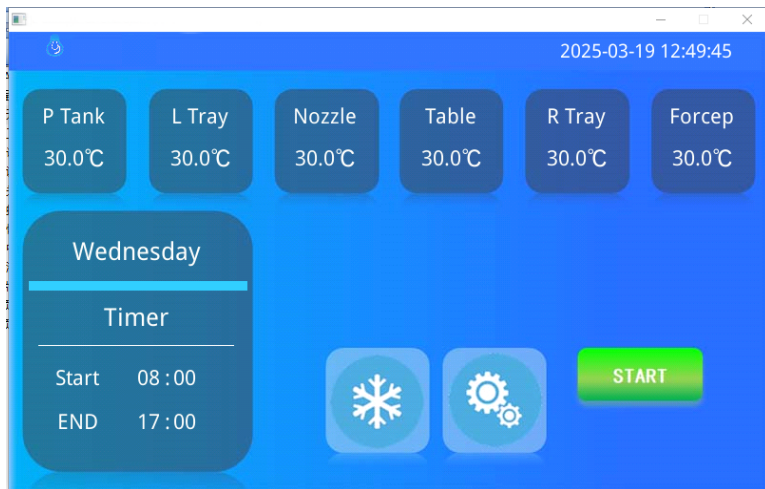 2025-03-19 12:49:45
P Tank L Tray Nozzle Table R Tray Forcep
30.0℃ 30.0℃ 30.0℃ 30.0℃ 30.0℃ 30.0℃
Wednesday
Timer
Start 08 : 00
END 17 : 00
START